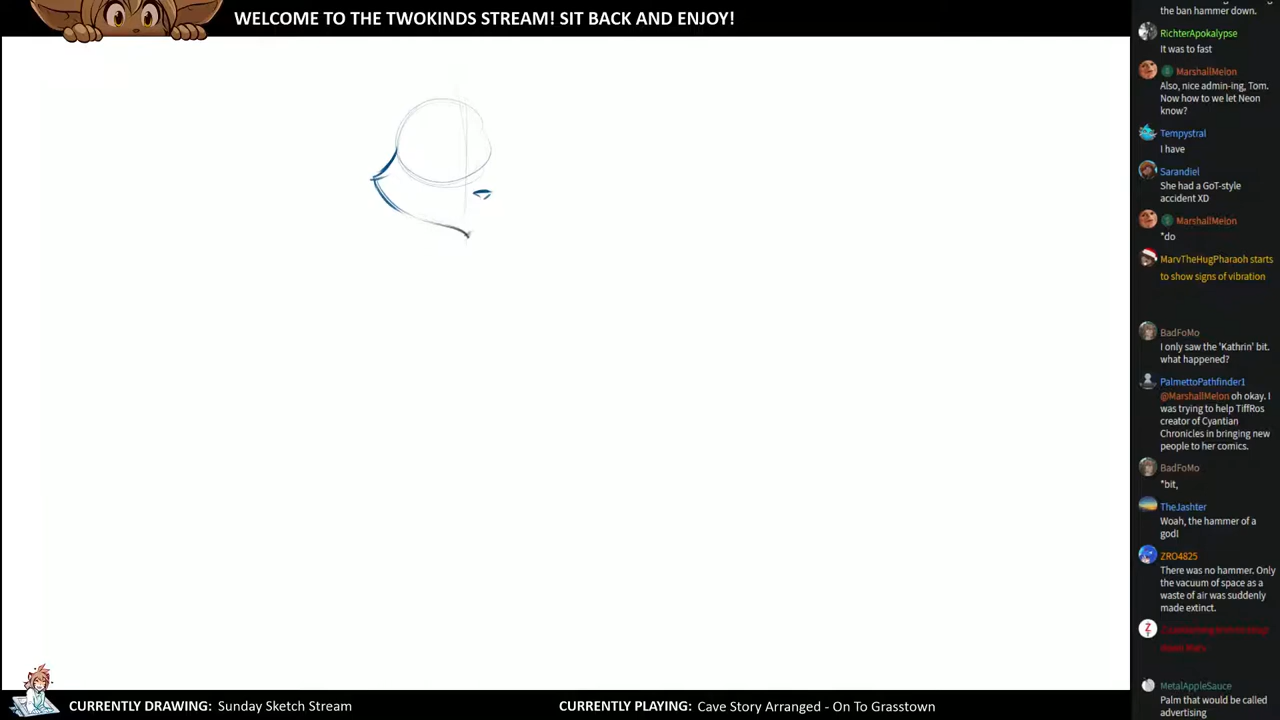 WELCOME TO THE TWOKINDS STREAM! SIT BACK AND ENJOY!
the ban hammer down.
RichterApokalypse
It was to fast
MarshallMelon
Also, nice admin-ing, Tom.
Now how to we let Neon
know?
Tempystral
I have
Sarandiel
She had a GoT-style
accident XD
MarshallMelon
*do
MarvTheHugPharaoh starts
to show signs of vibration
BadFoMo
I only saw the 'Kathrin' bit.
what happened?
PalmettoPathfinder1
@MarshallMelon oh okay. I
was trying to help TiffRos
creator of Cyantian
Chronicles in bringing new
people to her comics.
BadFoMo
*bit,
TheJashter
Woah, the hammer of a
god!
ZRO4825
There was no hammer. Only
the vacuum of space as a
waste of air was suddenly
made extinct.
MetalAppleSauce
Palm that would be called
advertising
CURRENTLY DRAWING: Sunday Sketch Stream
CURRENTLY PLAYING: Cave Story Arranged - On To Grasstown